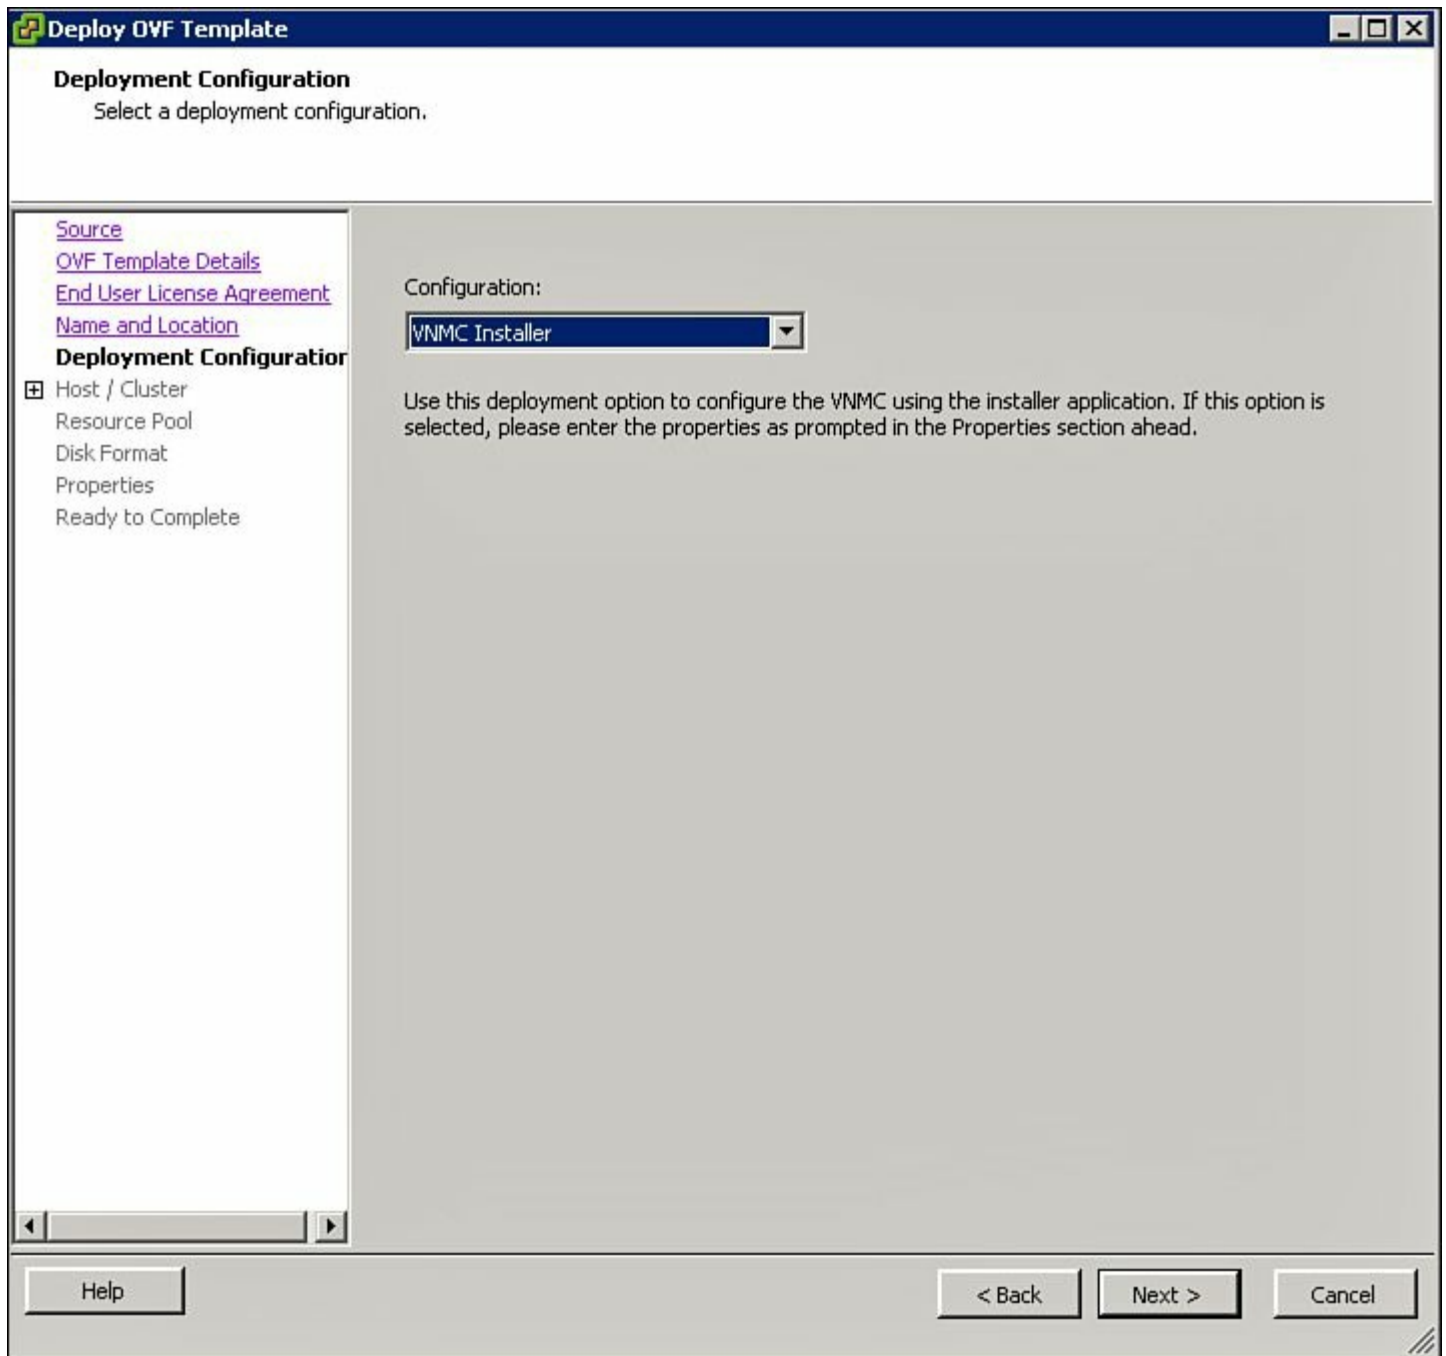 Deploy OVF Template
Deployment Configuration
Select a deployment configuration.
Source
OVF Template Details
End User License Agreement
Name and Location
Deployment Configuration
Host / Cluster
Resource Pool
Disk Format
Properties
Ready to Complete
Configuration:
VNMC Installer
Use this deployment option to configure the VNMC using the installer application. If this option is
selected, please enter the properties as prompted in the Properties section ahead.
Help
< Back
Next >
Cancel